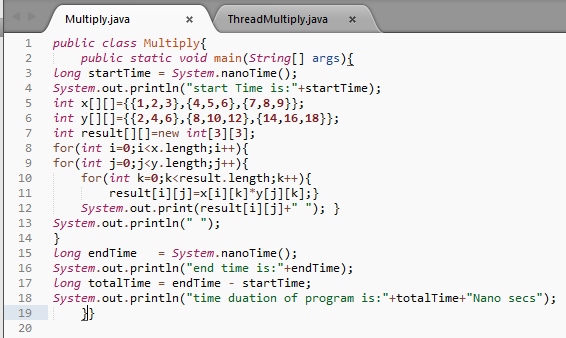 Multiply.java × ThreadMultiply.java ×
1 public class Multiply{
2 public static void main(String[] args){
3 long startTime = System.nanoTime();
4 System.out.println("start Time is:"+startTime);
5 int x[][]={{1,2,3},{4,5,6},{7,8,9}};
6 int y[][]={{2,4,6},{8,10,12},{14,16,18}};
7 int result[][]=new int[3][3];
8 for(int i=0;i<x.length;i++){
9 for(int j=0;j<y.length;j++){
10 for(int k=0;k<result.length;k++){
11 result[i][j]=x[i][k]*y[j][k];}
12 System.out.print(result[i][j]+" "); }
13 System.out.println(" ");
14 }
15 long endTime = System.nanoTime();
16 System.out.println("end time is:"+endTime);
17 long totalTime = endTime - startTime;
18 System.out.println("time duation of program is:"+totalTime+"Nano secs");
19 }}
20